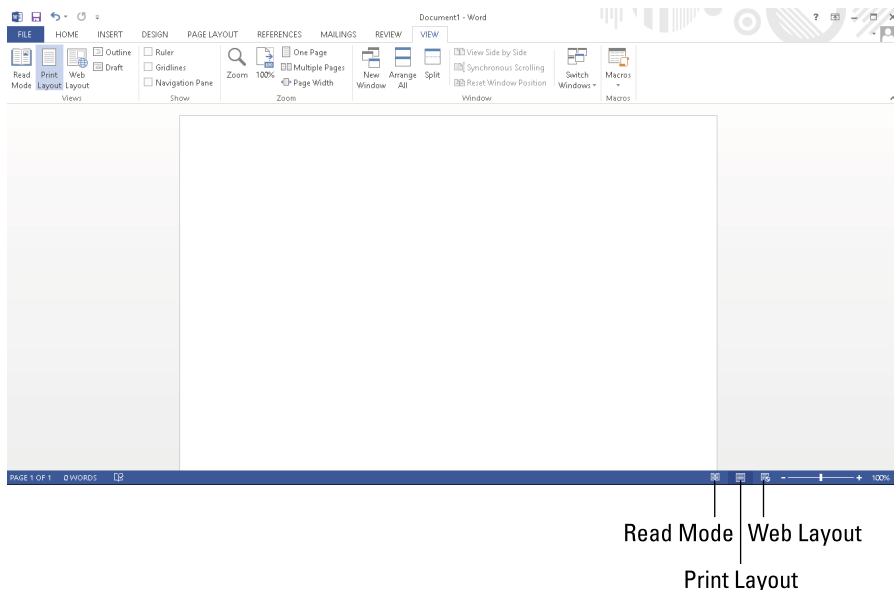 Document1 - Word
?
FILE HOME INSERT DESIGN PAGE LAYOUT REFERENCES MAILINGS REVIEW VIEW
Read Mode
Print Layout
Web Layout
Outline
Draft
Views
Ruler
Gridlines
Navigation Pane
Show
Zoom
100%
One Page
Multiple Pages
Page Width
Zoom
New Window
Arrange All
Split
View Side by Side
Synchronous Scrolling
Reset Window Position
Window
Switch Windows
Macros
Macros
PAGE 1 OF 1 0 WORDS
- + 100%
Read Mode Web Layout
Print Layout